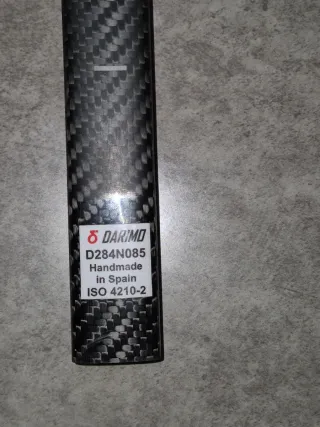 δ DARIMO
D284N085
Handmade
in Spain
ISO 4210-2